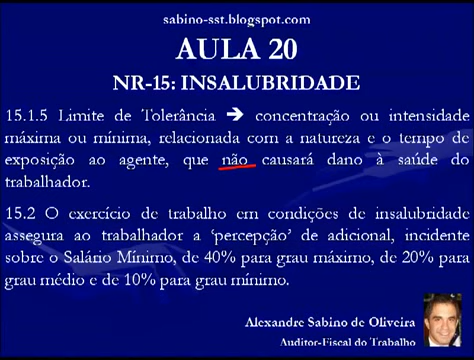 sabino-sst.blogspot.com
AULA 20
NR-15: INSALUBRIDADE
15.1.5 Limite de Tolerância ➔ concentração ou intensidade
máxima ou mínima, relacionada com a natureza e o tempo de
exposição ao agente, que não causará dano à saúde do
trabalhador.
15.2 O exercício de trabalho em condições de insalubridade
assegura ao trabalhador a ‘percepção’ de adicional, incidente
sobre o Salário Mínimo, de 40% para grau máximo, de 20% para
grau médio e de 10% para grau mínimo.
Alexandre Sabino de Oliveira
Auditor-Fiscal do Trabalho